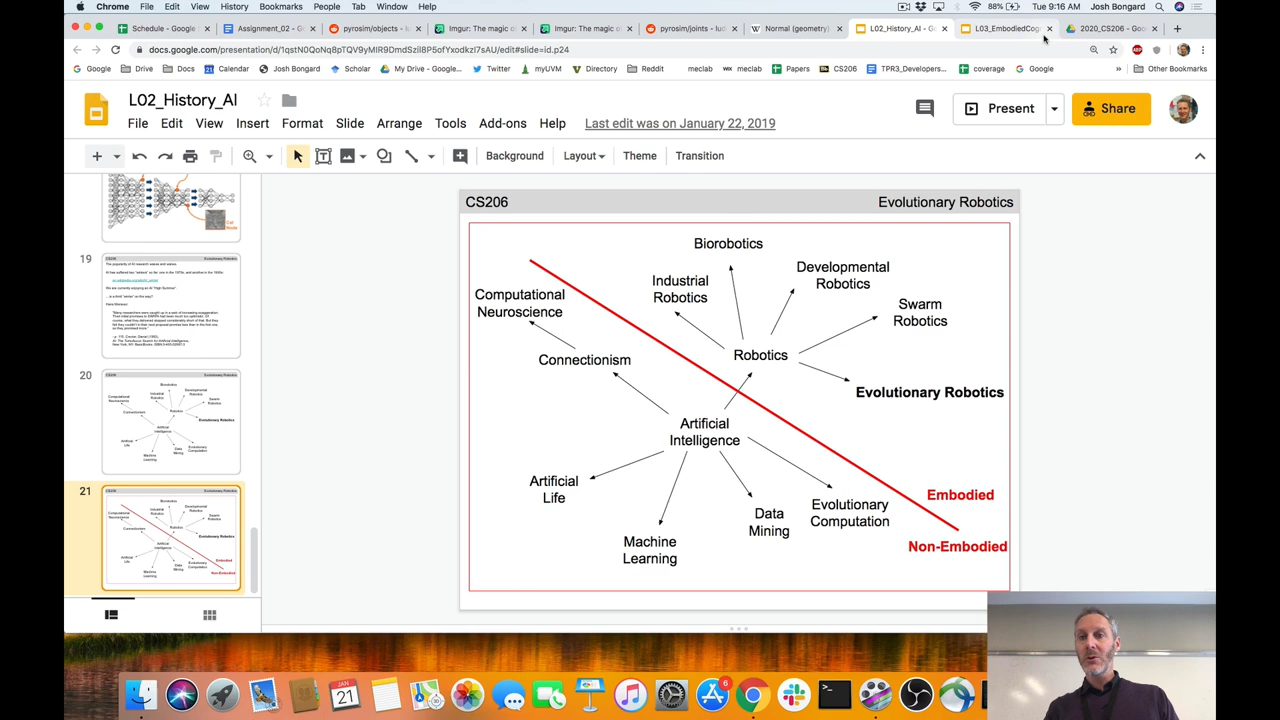 Chrome File Edit View History Bookmarks People Tab Window Help
88% Tue 9:16 AM Josh Bongard
Schedule - Google
Assignment_02 - G
pyrosim/objects - lu
Imgur: The magic o
Imgur: The magic of
pyrosim/joints - lud
Normal (geometry)
L02_History_AI - Go
L03_EmbodiedCog
2020_CS206 - Goo
docs.google.com/presentation/d/1qstN0QoNq8pTQV9yMIR9DmdSzil8P5ofYxodkzl7sYU/edit#slide=id.p24
Google Docs Josh Bongard Scholar My Drive - Google... Twitter myUVM Directory Reddit meclab meclab Papers CS206 TPR3_Developers... coverage Google » Other Bookmarks
L02_History_AI
Present
Share
File Edit View Insert Format Slide Arrange Tools Add-ons Help Last edit was on January 22, 2019
Background Layout Theme Transition
19
20
21
CS206 Evolutionary Robotics
Biorobotics
Industrial
Robotics
Developmental
Robotics
Computational
Neuroscience
Swarm
Robotics
Connectionism
Robotics
Evolutionary Robotics
Artificial
Intelligence
Artificial
Life
Machine
Learning
Data
Mining
Evolutionary
Computation
Embodied
Non-Embodied